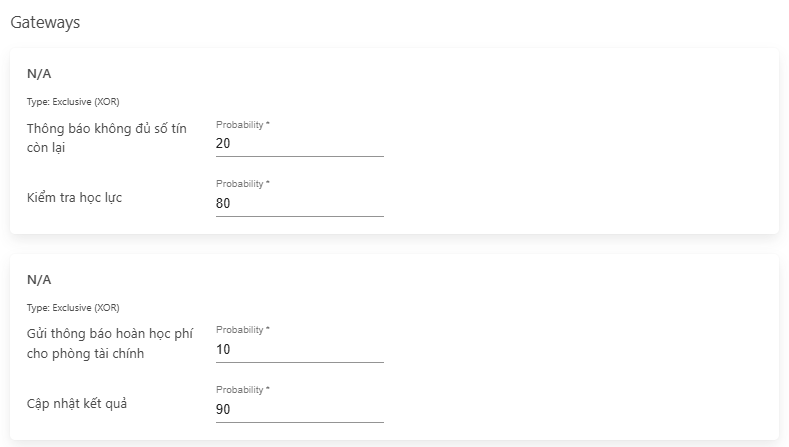 Gateways
N/A
Type: Exclusive (XOR)
Thông báo không đủ số tín
còn lại
Probability *
20
Kiểm tra học lực
Probability *
80
N/A
Type: Exclusive (XOR)
Gửi thông báo hoàn học phí
cho phòng tài chính
Probability *
10
Cập nhật kết quả
Probability *
90